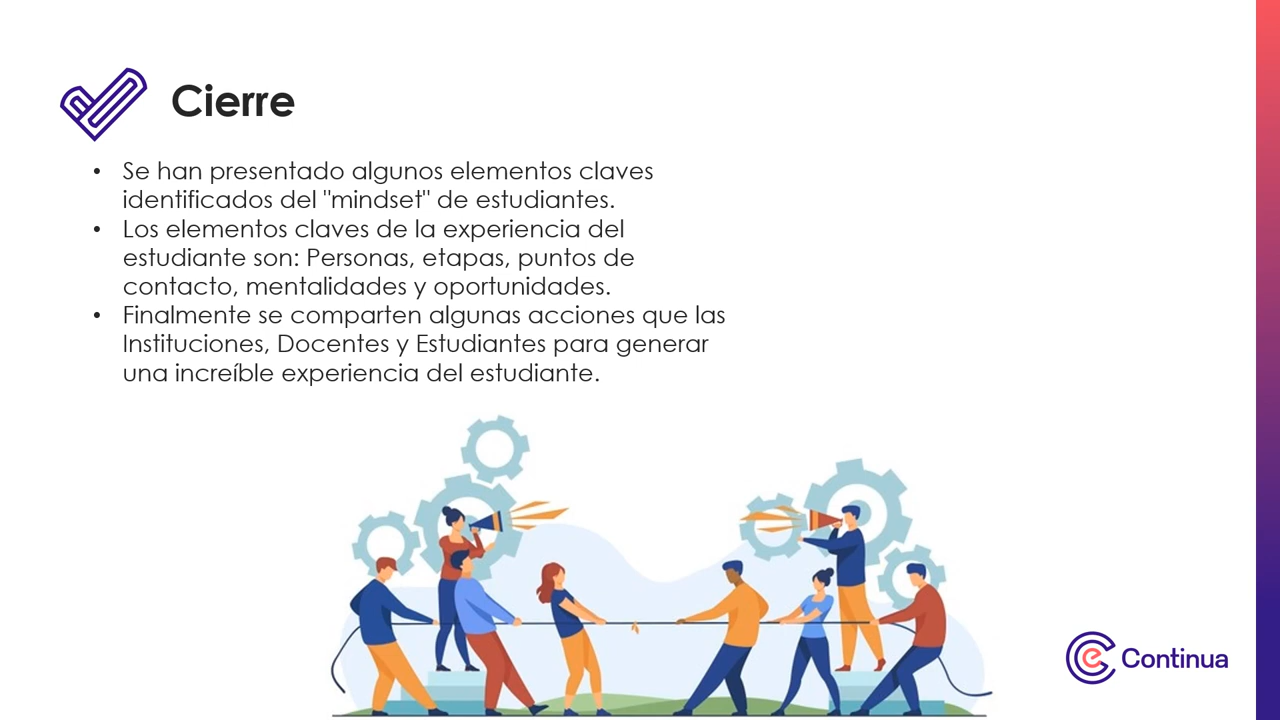 Cierre
• Se han presentado algunos elementos claves
identificados del "mindset" de estudiantes.
• Los elementos claves de la experiencia del
estudiante son: Personas, etapas, puntos de
contacto, mentalidades y oportunidades.
• Finalmente se comparten algunas acciones que las
Instituciones, Docentes y Estudiantes para generar
una increíble experiencia del estudiante.
e Continua